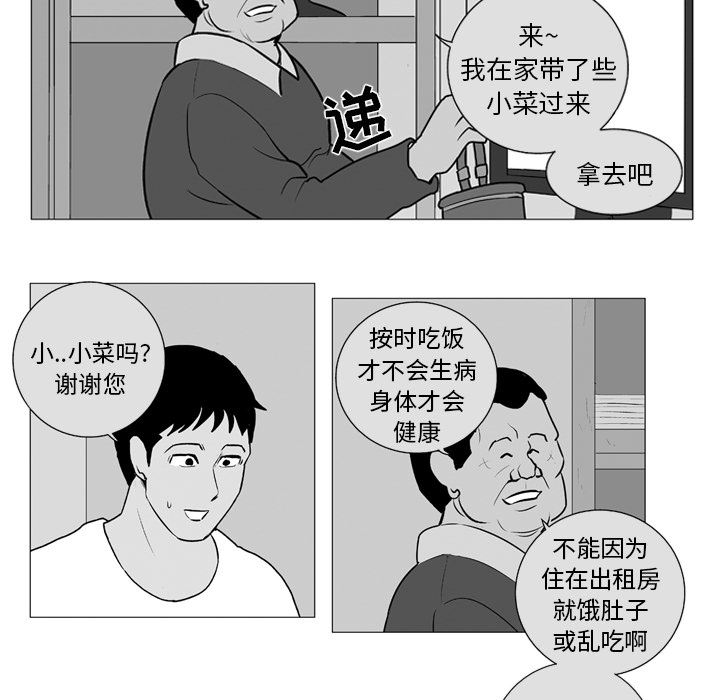 来~
我在家带了些
小菜过来
递
拿去吧
小..小菜吗?
谢谢您
按时吃饭
才不会生病
身体才会
健康
不能因为
住在出租房
就饿肚子
或乱吃啊